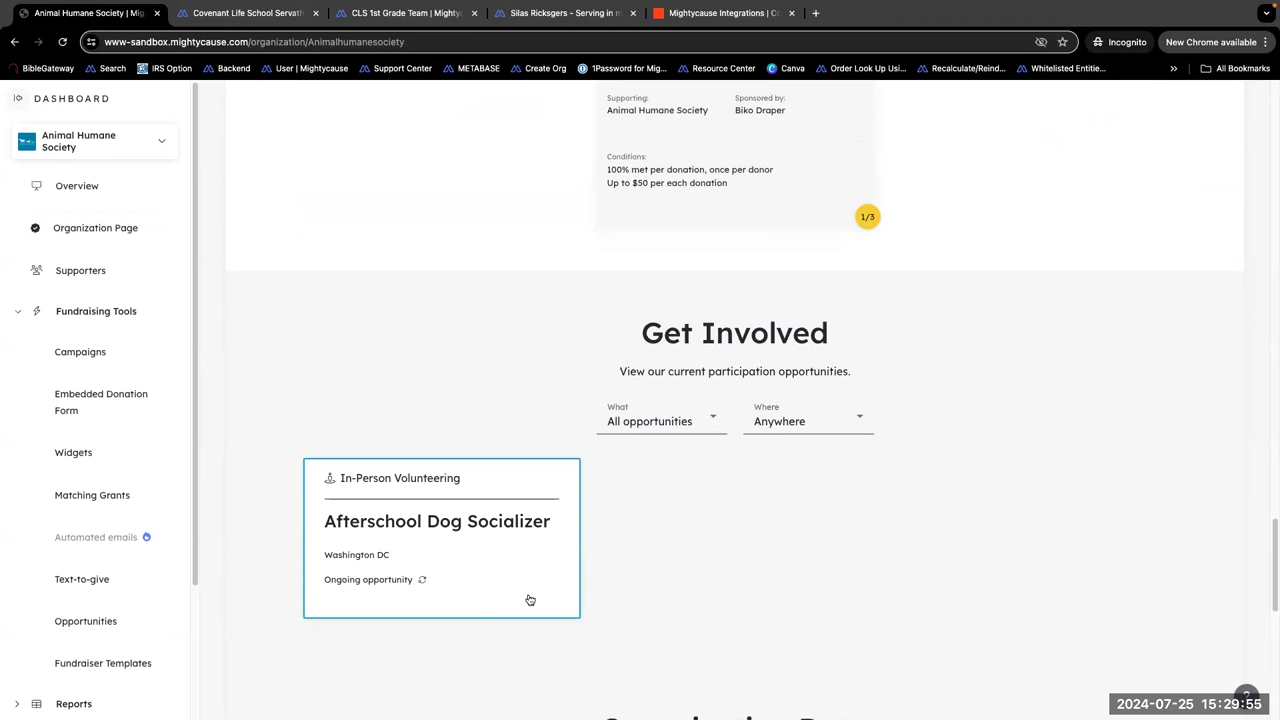 Animal Humane Society | Mig
Covenant Life School Servath
CLS 1st Grade Team | Mighty
Silas Ricksgers - Serving in m
Mightycause Integrations | Co
www-sandbox.mightycause.com/organization/Animalhumanesociety
Incognito
New Chrome available
BibleGateway
Search
IRS Option
Backend
User | Mightycause
Support Center
METABASE
Create Org
1Password for Mig...
Resource Center
Canva
Order Look Up Usi...
Recalculate/Reind...
Whitelisted Entitie...
All Bookmarks
DASHBOARD
Animal Humane
Society
Overview
Organization Page
Supporters
Fundraising Tools
Campaigns
Embedded Donation
Form
Widgets
Matching Grants
Automated emails
Text-to-give
Opportunities
Fundraiser Templates
Reports
Supporting:
Animal Humane Society
Sponsored by:
Biko Draper
Conditions:
100% met per donation, once per donor
Up to $50 per each donation
1/3
Get Involved
View our current participation opportunities.
What
All opportunities
Where
Anywhere
In-Person Volunteering
Afterschool Dog Socializer
Washington DC
Ongoing opportunity
?
2024-07-25 15:29:55